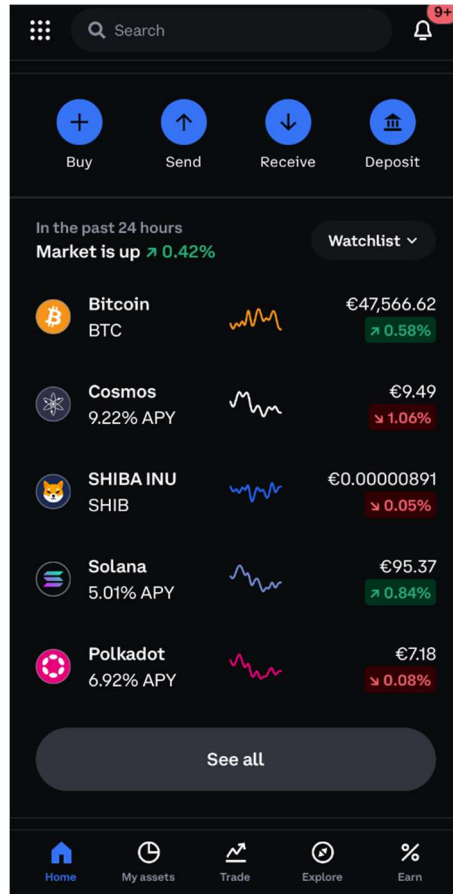 Search
9+
Buy
Send
Receive
Deposit
In the past 24 hours
Market is up ↗ 0.42%
Watchlist
Bitcoin
BTC
€47,566.62
↗ 0.58%
Cosmos
9.22% APY
€9.49
↘ 1.06%
SHIBA INU
SHIB
€0.00000891
↘ 0.05%
Solana
5.01% APY
€95.37
↗ 0.84%
Polkadot
6.92% APY
€7.18
↘ 0.08%
See all
Home
My assets
Trade
Explore
Earn